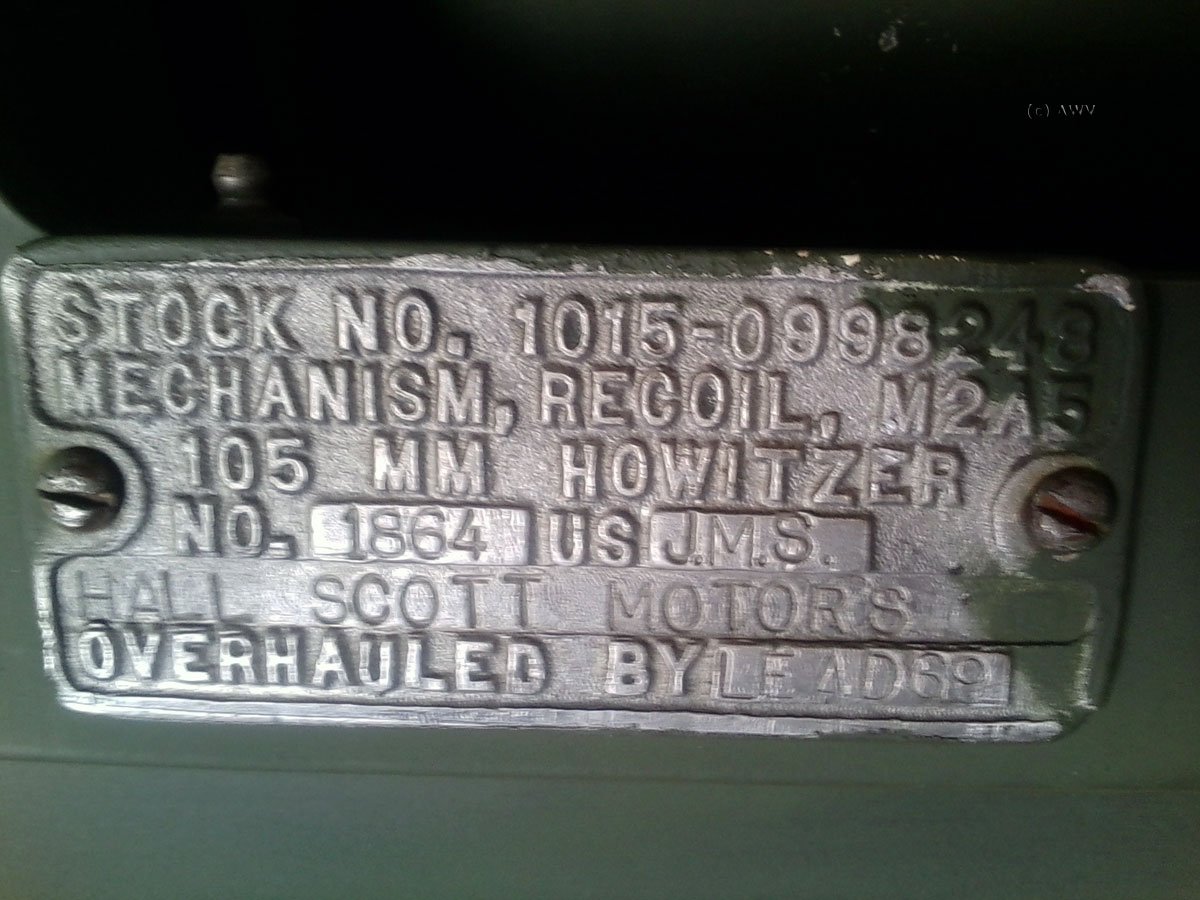 (c) AWV
STOCK NO. 1015-0998243
MECHANISM, RECOIL, M2A5
105 MM HOWITZER
NO. 1864 US J.M.S.
HALL SCOTT MOTORS
OVERHAULED BY LEAD69